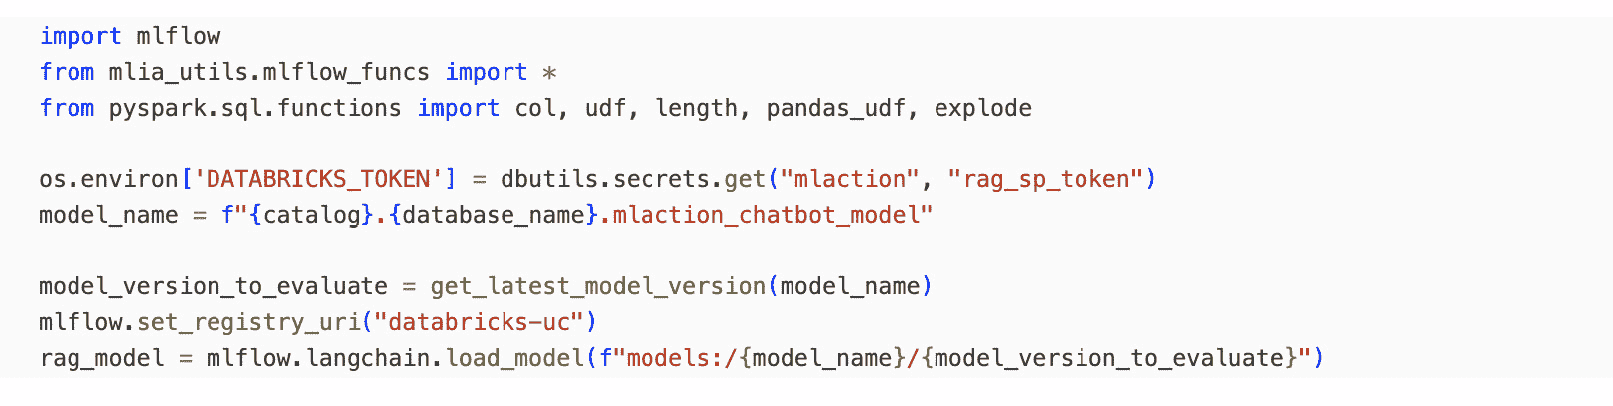 import mlflow
from mlia_utils.mlflow_funcs import *
from pyspark.sql.functions import col, udf, length, pandas_udf, explode
os.environ['DATABRICKS_TOKEN'] = dbutils.secrets.get("mlaction", "rag_sp_token")
model_name = f"{catalog}.{database_name}.mlaction_chatbot_model"
model_version_to_evaluate = get_latest_model_version(model_name)
mlflow.set_registry_uri("databricks-uc")
rag_model = mlflow.langchain.load_model(f"models:/{model_name}/{model_version_to_evaluate}")